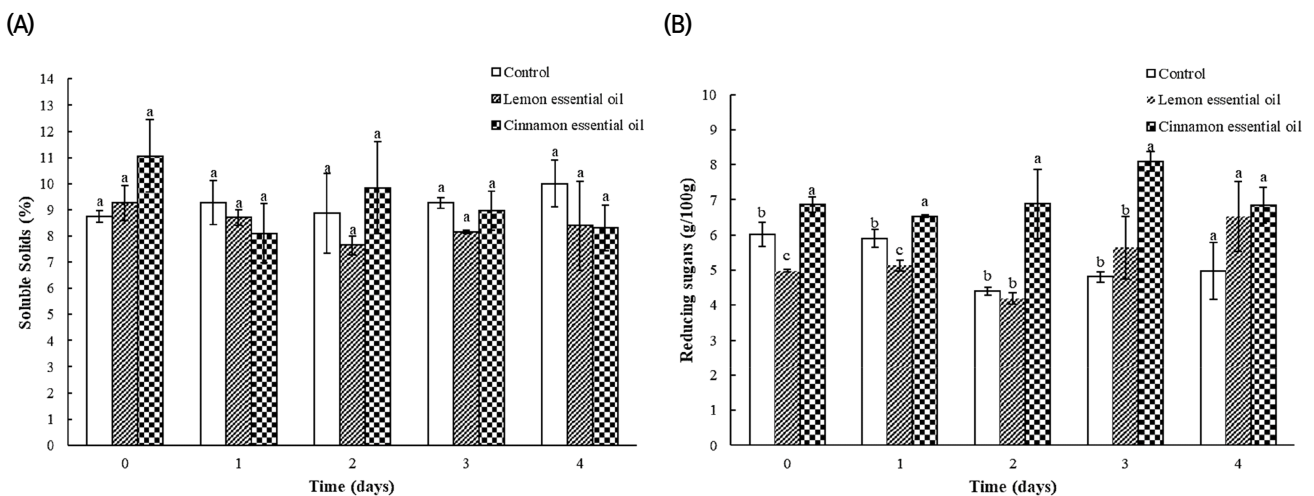 (A)
Control
Lemon essential oil
Cinnamon essential oil
Soluble Solids (%)
14
13
12
11
10
9
8
7
6
5
4
3
2
1
0
a a a
a a a
a a a
a a a
a a a
0 1 2 3 4
Time (days)
(B)
Control
Lemon essential oil
Cinnamon essential oil
Reducing sugars (g/100g)
10
9
8
7
6
5
4
3
2
1
0
b c a
b c a
b b a
b b a
a a a
0 1 2 3 4
Time (days)